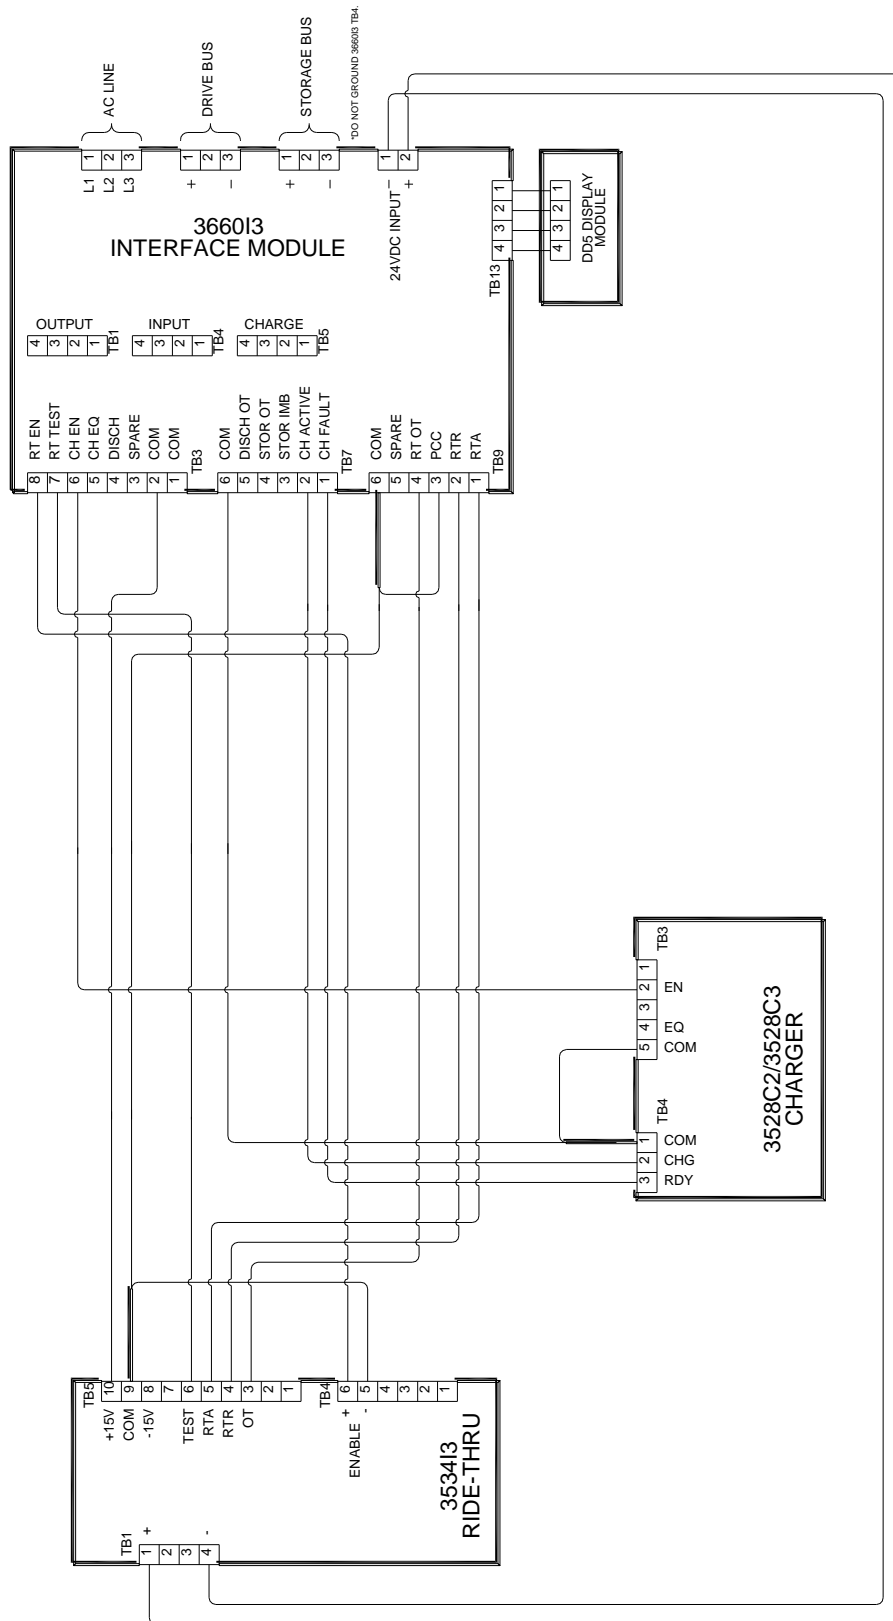 AC LINE
DRIVE BUS
STORAGE BUS
*DO NOT GROUND 3660I3 TB4.
1 2 3
L1 L2 L3
1 2 3
+ –
1 2 3
+ –
1 2
– +
24VDC INPUT
3660I3
INTERFACE MODULE
TB13
1
2
3
4
1
2
3
4
DD5 DISPLAY
MODULE
OUTPUT
4 3 2 1
TB1
INPUT
4 3 2 1
TB4
CHARGE
4 3 2 1
TB5
RT EN
RT TEST
CH EN
CH EQ
DISCH
SPARE
COM
COM
8 7 6 5 4 3 2 1
TB3
COM
DISCH OT
STOR OT
STOR IMB
CH ACTIVE
CH FAULT
6 5 4 3 2 1
TB7
COM
SPARE
RT OT
PCC
RTR
RTA
6 5 4 3 2 1
TB9
TB3
1
2 EN
3
4 EQ
5 COM
TB4
1 COM
2 CHG
3 RDY
3528C2/3528C3
CHARGER
TB5
10 9 8 7 6 5 4 3 2 1
+15V
COM
-15V
TEST
RTA
RTR
OT
TB4
6 5 4 3 2 1
+
-
ENABLE
3534I3
RIDE-THRU
TB1
1 2 3 4
+
-